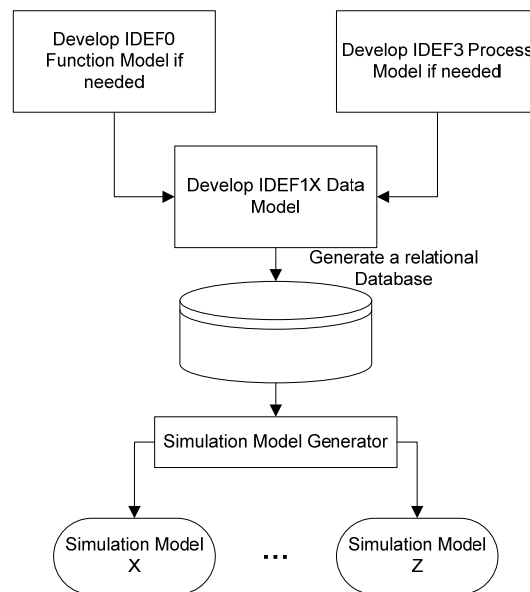 Develop IDEF0
Function Model if
needed
Develop IDEF3 Process
Model if needed
Develop IDEF1X Data
Model
Generate a relational
Database
Simulation Model Generator
Simulation Model
X
...
Simulation Model
Z